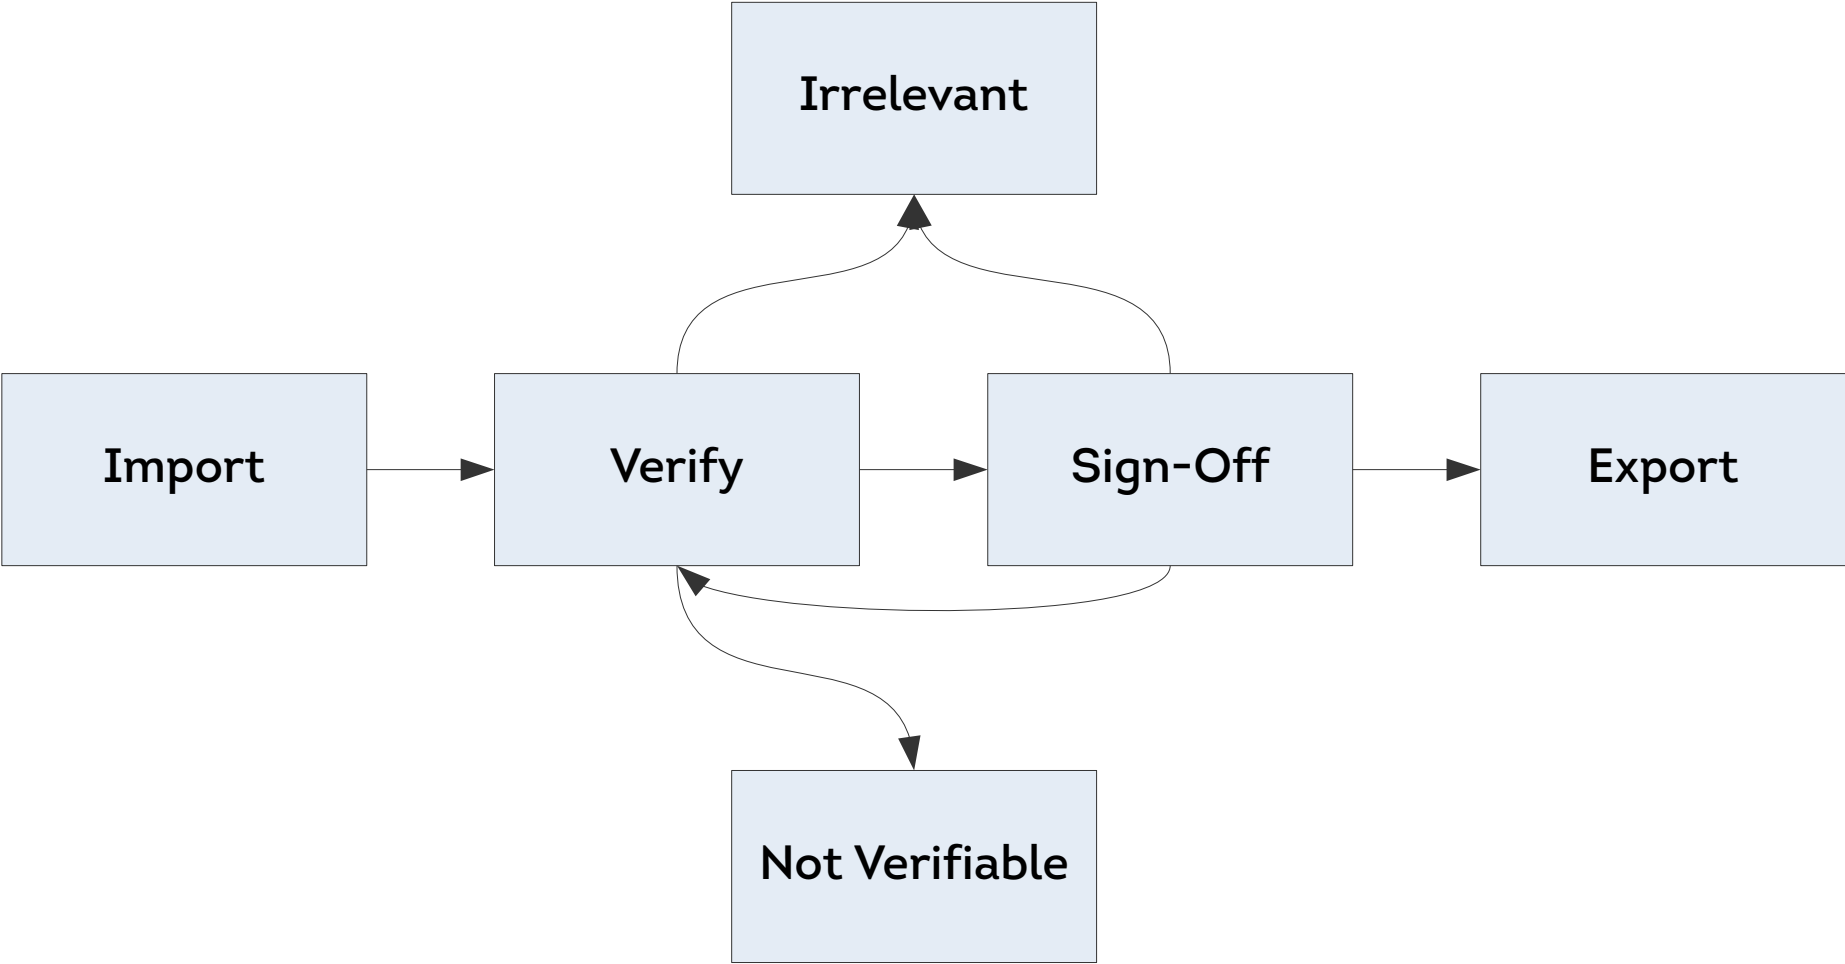 Irrelevant
Import
Verify
Sign-Off
Export
Not Verifiable